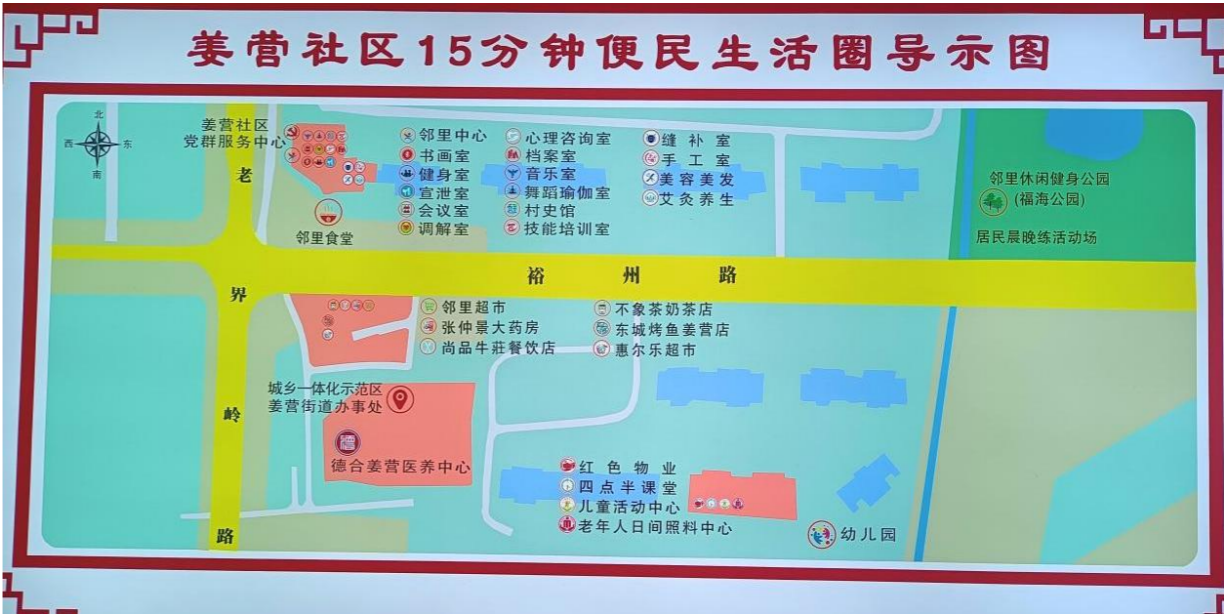 姜营社区15分钟便民生活圈导示图
北
西 东
南
姜营社区
党群服务中心
邻里中心
书画室
健身室
宣泄室
会议室
调解室
心理咨询室
档案室
音乐室
舞蹈瑜伽室
村史馆
技能培训室
缝补室
手工室
美容美发
艾灸养生
邻里食堂
邻里休闲健身公园
(福海公园)
居民晨晚练活动场
裕州路
老界岭路
邻里超市
张仲景大药房
尚品牛莊餐饮店
不象茶奶茶店
东城烤鱼姜营店
惠尔乐超市
城乡一体化示范区
姜营街道办事处
德合姜营医养中心
红色物业
四点半课堂
儿童活动中心
老年人日间照料中心
幼儿园